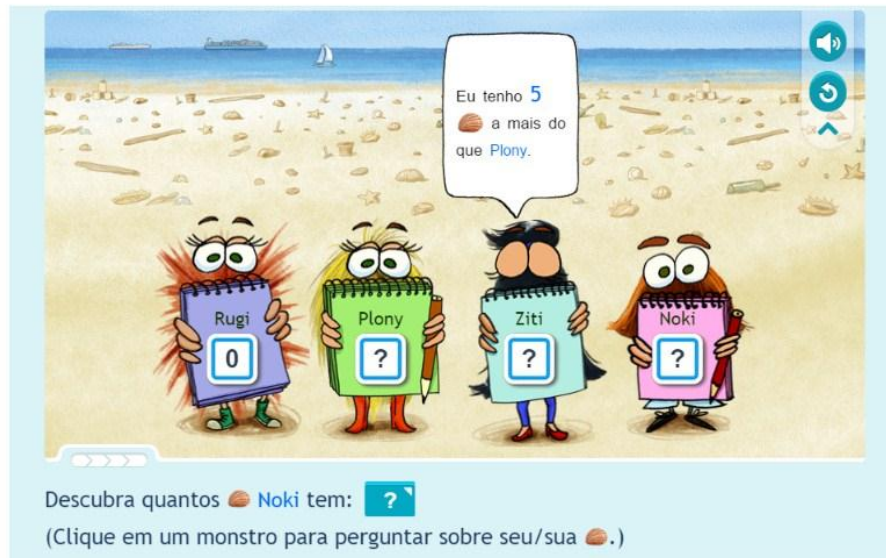 Eu tenho 5
a mais do
que Plony.
Rugi
0
Plony
?
Ziti
?
Noki
?
Descubra quantos Noki tem: ?
(Clique em um monstro para perguntar sobre seu/sua .)